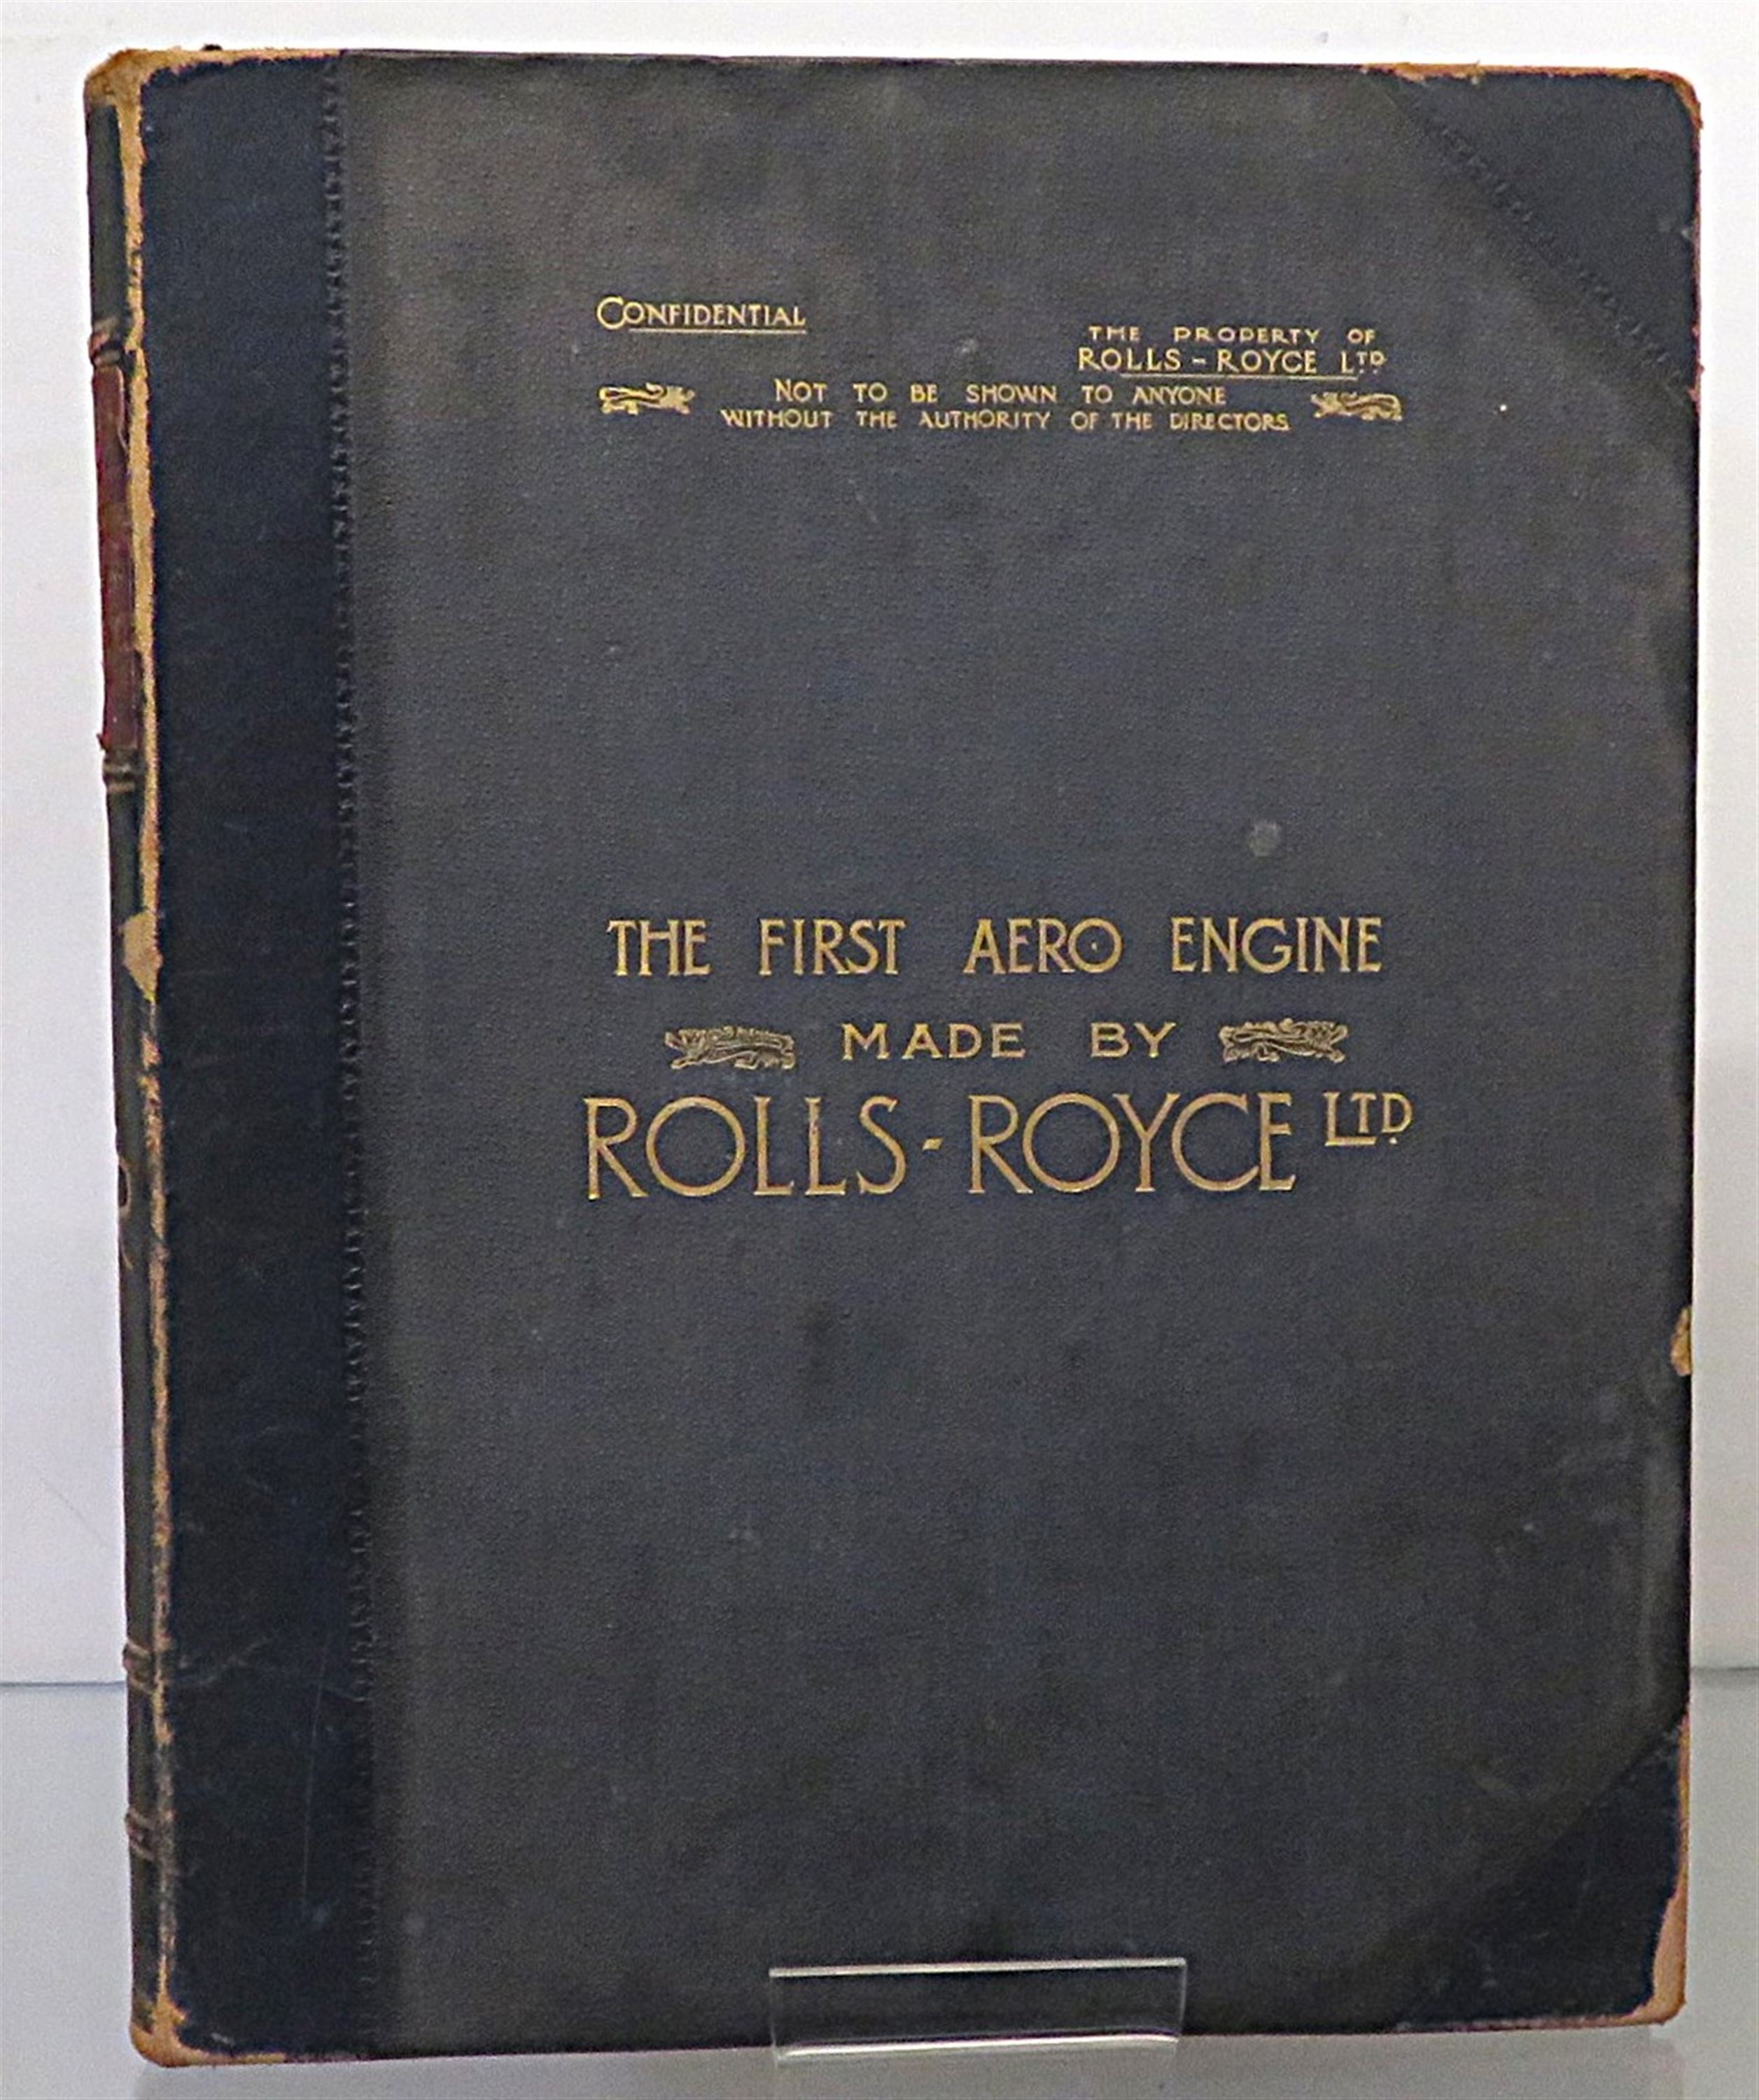 CONFIDENTIAL
THE PROPERTY OF
ROLLS-ROYCE LTD
NOT TO BE SHOWN TO ANYONE
WITHOUT THE AUTHORITY OF THE DIRECTORS
THE FIRST AERO ENGINE
MADE BY
ROLLS-ROYCE LTD